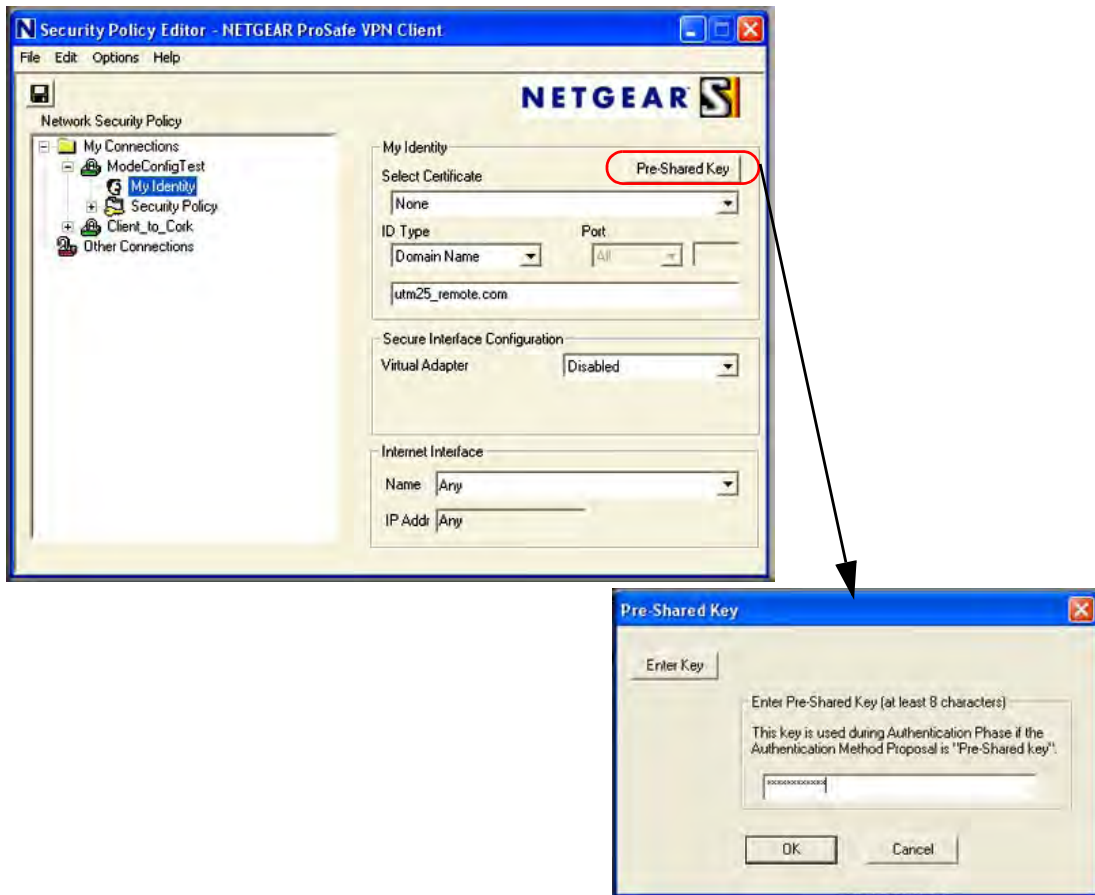 Security Policy Editor - NETGEAR ProSafe VPN Client
File Edit Options Help
NETGEAR
Network Security Policy
My Connections
ModeConfigTest
My Identity
Security Policy
Client_to_Cork
Other Connections
My Identity
Pre-Shared Key
Select Certificate
None
ID Type Port
Domain Name All
utm25_remote.com
Secure Interface Configuration
Virtual Adapter Disabled
Internet Interface
Name Any
IP Addr Any
Pre-Shared Key
Enter Key
Enter Pre-Shared Key (at least 8 characters)
This key is used during Authentication Phase if the
Authentication Method Proposal is "Pre-Shared key".
OK Cancel